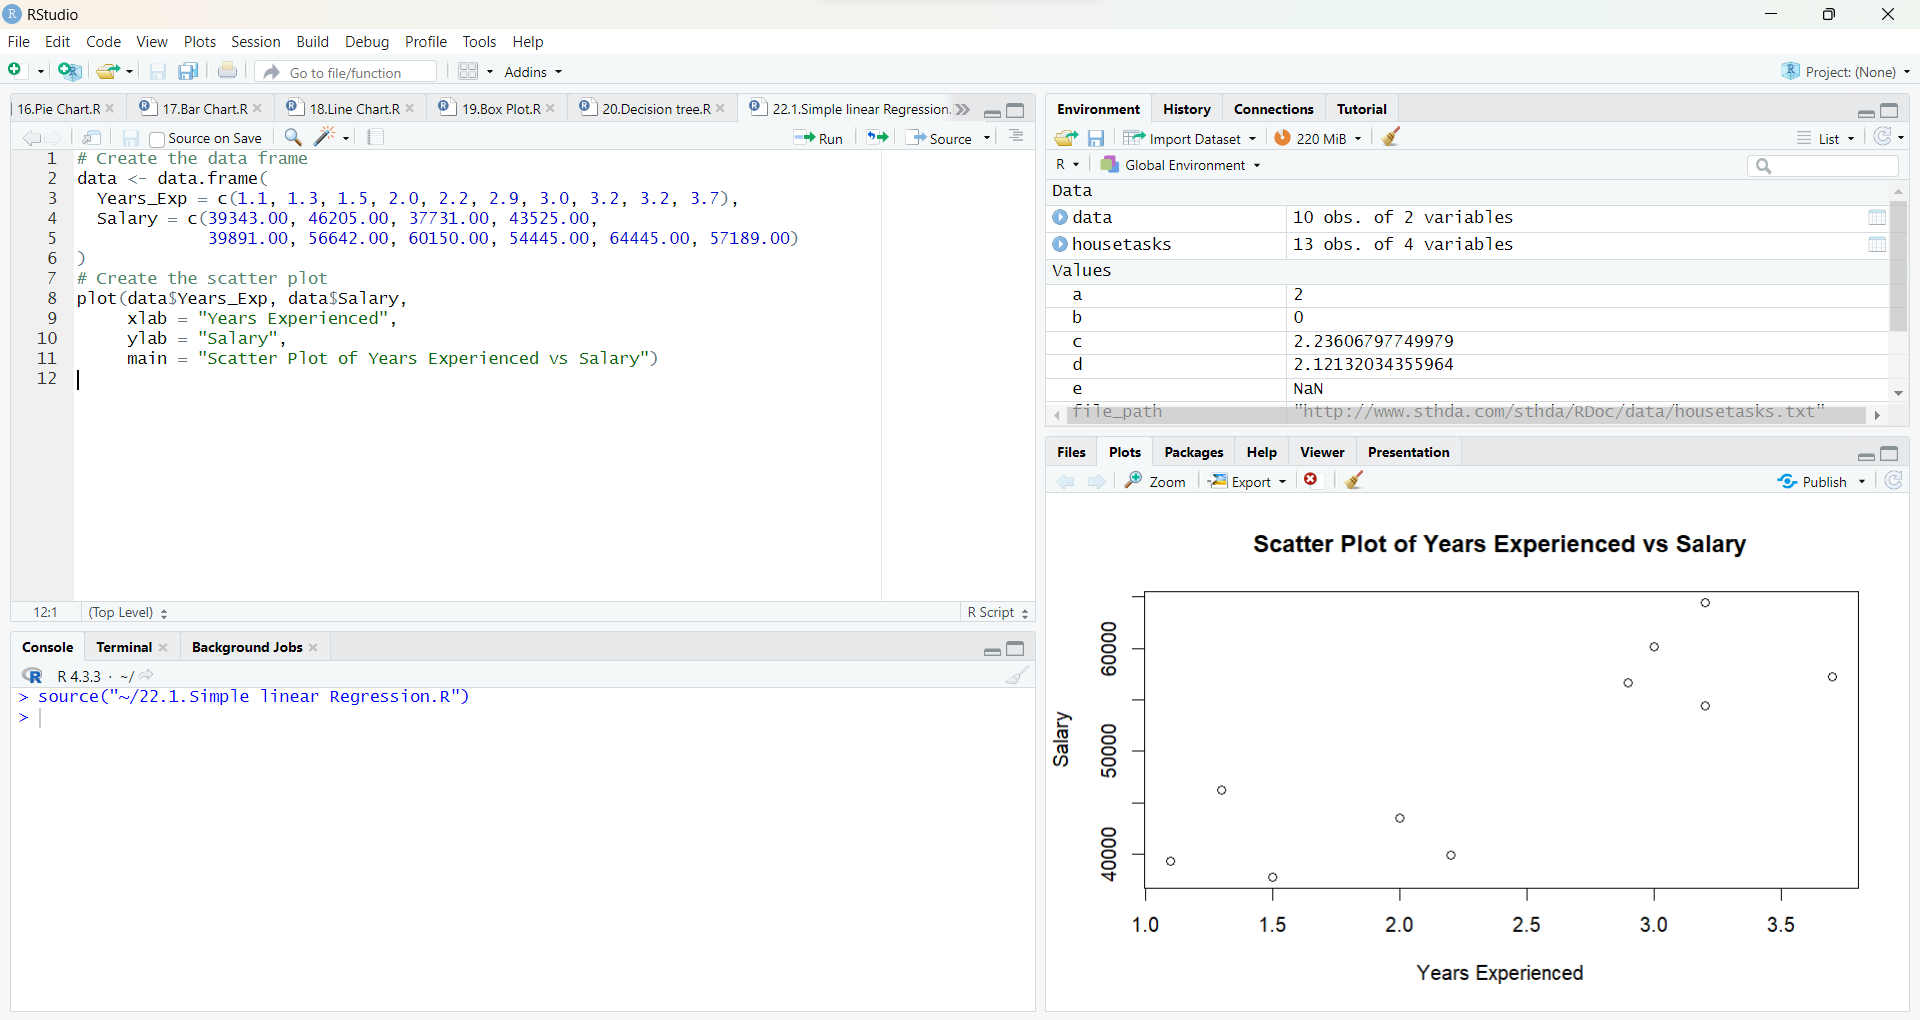 RStudio
File Edit Code View Plots Session Build Debug Profile Tools Help
Go to file/function Addins Project: (None)
16.Pie Chart.R 17.Bar Chart.R 18.Line Chart.R 19.Box Plot.R 20.Decision tree.R 22.1.Simple linear Regression.
Source on Save Run Source
1 # Create the data frame
2 data <- data.frame(
3 Years_Exp = c(1.1, 1.3, 1.5, 2.0, 2.2, 2.9, 3.0, 3.2, 3.2, 3.7),
4 Salary = c(39343.00, 46205.00, 37731.00, 43525.00,
5 39891.00, 56642.00, 60150.00, 54445.00, 64445.00, 57189.00)
6 )
7 # Create the scatter plot
8 plot(data$Years_Exp, data$Salary,
9 xlab = "Years Experienced",
10 ylab = "Salary",
11 main = "Scatter Plot of Years Experienced vs Salary")
12
12:1 (Top Level) R Script
Console Terminal Background Jobs
R 4.3.3 · ~/
> source("~/22.1.Simple linear Regression.R")
>
Environment History Connections Tutorial
Import Dataset 220 MiB List
R Global Environment
Data
data 10 obs. of 2 variables
housetasks 13 obs. of 4 variables
Values
a 2
b 0
c 2.23606797749979
d 2.12132034355964
e NaN
file_path "http://www.sthda.com/sthda/RDoc/data/housetasks.txt"
Files Plots Packages Help Viewer Presentation
Zoom Export Publish
Scatter Plot of Years Experienced vs Salary
60000
50000
40000
Salary
1.0 1.5 2.0 2.5 3.0 3.5
Years Experienced